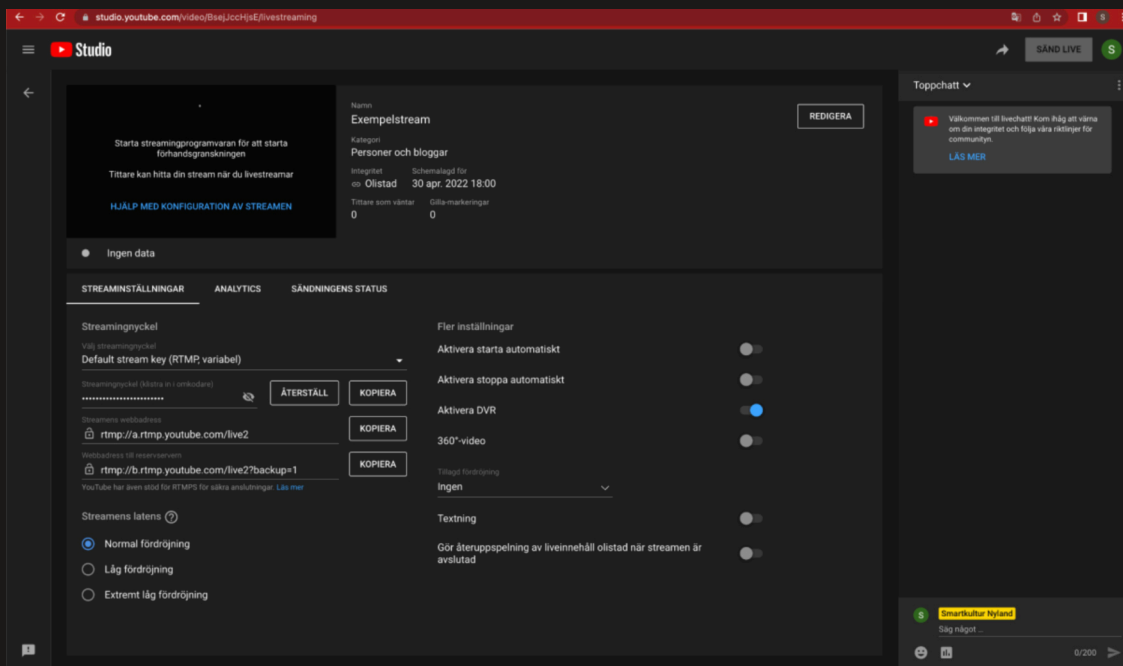 studio.youtube.com/video/BsejJccHjsE/livestreaming
S
Studio
SÄND LIVE
S
Starta streamingprogramvaran för att starta
förhandsgranskningen
Tittare kan hitta din stream när du livestreamar
HJÄLP MED KONFIGURATION AV STREAMEN
Namn
Exempelstream
REDIGERA
Kategori
Personer och bloggar
Integritet Schemalagd för
Olistad 30 apr. 2022 18:00
Tittare som väntar Gilla-markeringar
0 0
Ingen data
Toppchatt
Välkommen till livechatt! Kom ihåg att värna
om din integritet och följa våra riktlinjer för
communityn.
LÄS MER
STREAMINSTÄLLNINGAR ANALYTICS SÄNDNINGENS STATUS
Streamingnyckel
Välj streamingnyckel
Default stream key (RTMP, variabel)
Streamingnyckel (klistra in i omkodare)
••••••••••••••••••••••••
ÅTERSTÄLL KOPIERA
Streamens webbadress
rtmp://a.rtmp.youtube.com/live2
KOPIERA
Webbadress till reservservern
rtmp://b.rtmp.youtube.com/live2?backup=1
KOPIERA
YouTube har även stöd för RTMPS för säkra anslutningar. Läs mer
Streamens latens ?
Normal fördröjning
Låg fördröjning
Extremt låg fördröjning
Fler inställningar
Aktivera starta automatiskt
Aktivera stoppa automatiskt
Aktivera DVR
360°-video
Tillagd fördröjning
Ingen
Textning
Gör återuppspelning av liveinnehåll olistad när streamen är
avslutad
S
Smartkultur Nyland
Säg något ...
0/200